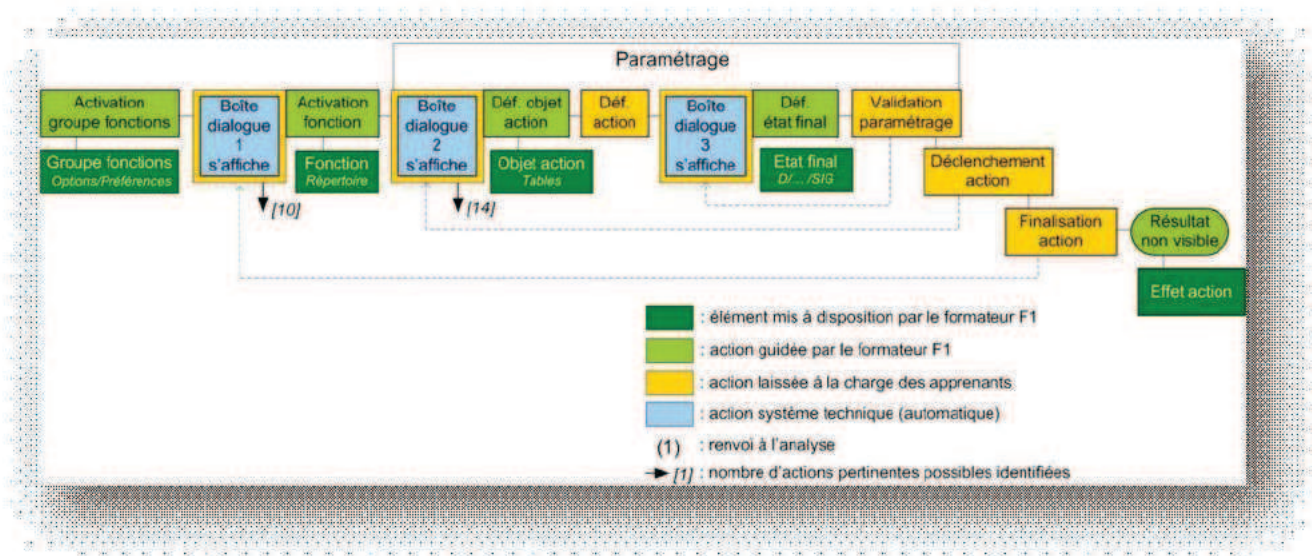 Paramétrage
Activation
groupe fonctions
Groupe fonctions
Options/Préférences
Boîte
dialogue
1
s'affiche
[10]
Activation
fonction
Fonction
Répertoire
Boîte
dialogue
2
s'affiche
[14]
Déf. objet
action
Objet action
Tables
Déf.
action
Boîte
dialogue
3
s'affiche
Déf.
état final
Etat final
D/... /SIG
Validation
paramétrage
Déclenchement
action
Finalisation
action
Résultat
non visible
Effet action
: élément mis à disposition par le formateur F1
: action guidée par le formateur F1
: action laissée à la charge des apprenants
: action système technique (automatique)
(1) : renvoi à l'analyse
[1] : nombre d'actions pertinentes possibles identifiées